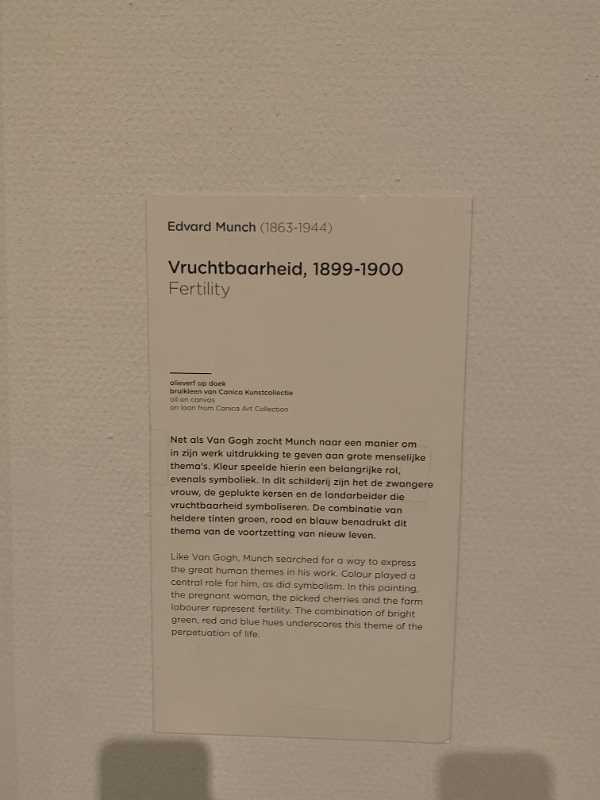 Edvard Munch (1863-1944)
Vruchtbaarheid, 1899-1900
Fertility
olieverf op doek
bruikleen van Canica Kunstcollectie
oil on canvas
on loan from Canica Art Collection
Net als Van Gogh zocht Munch naar een manier om
in zijn werk uitdrukking te geven aan grote menselijke
thema's. Kleur speelde hierin een belangrijke rol,
evenals symboliek. In dit schilderij zijn het de zwangere
vrouw, de geplukte kersen en de landarbeider die
vruchtbaarheid symboliseren. De combinatie van
heldere tinten groen, rood en blauw benadrukt dit
thema van de voortzetting van nieuw leven.
Like Van Gogh, Munch searched for a way to express
the great human themes in his work. Colour played a
central role for him, as did symbolism. In this painting,
the pregnant woman, the picked cherries and the farm
labourer represent fertility. The combination of bright
green, red and blue hues underscores this theme of the
perpetuation of life.